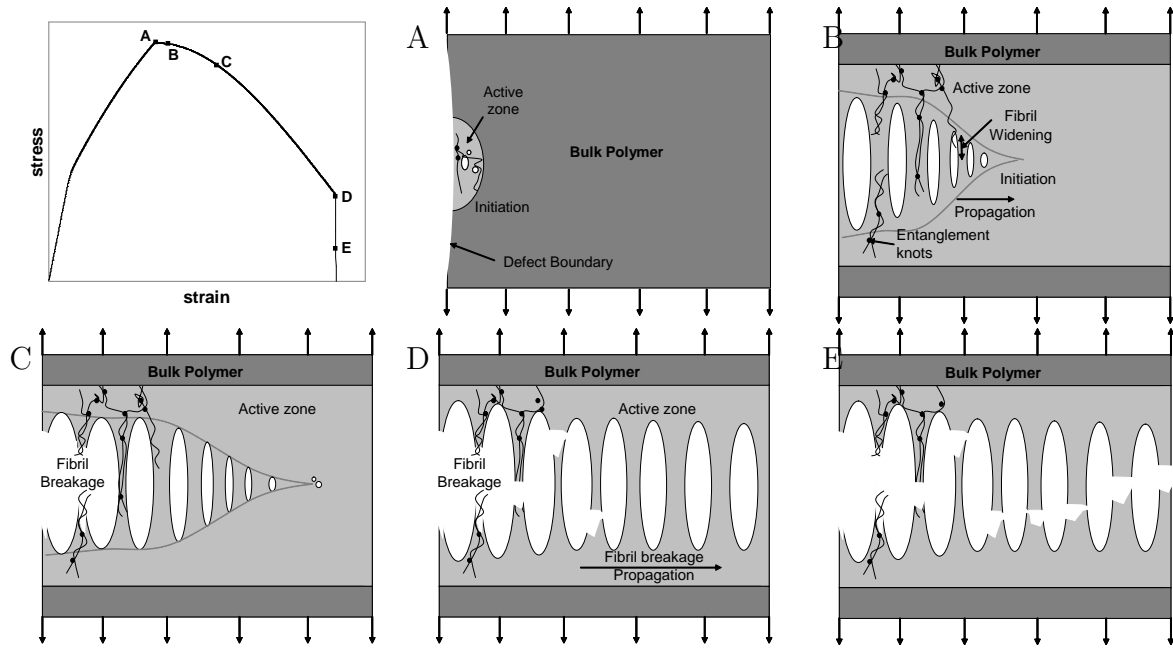 A
B
C
D
E
stress
strain
A
Active
zone
Bulk Polymer
Initiation
Defect Boundary
B
Bulk Polymer
Active zone
Fibril
Widening
Initiation
Propagation
Entanglement
knots
C
Bulk Polymer
Active zone
Fibril
Breakage
D
Bulk Polymer
Active zone
Fibril
Breakage
Fibril breakage
Propagation
E
Bulk Polymer